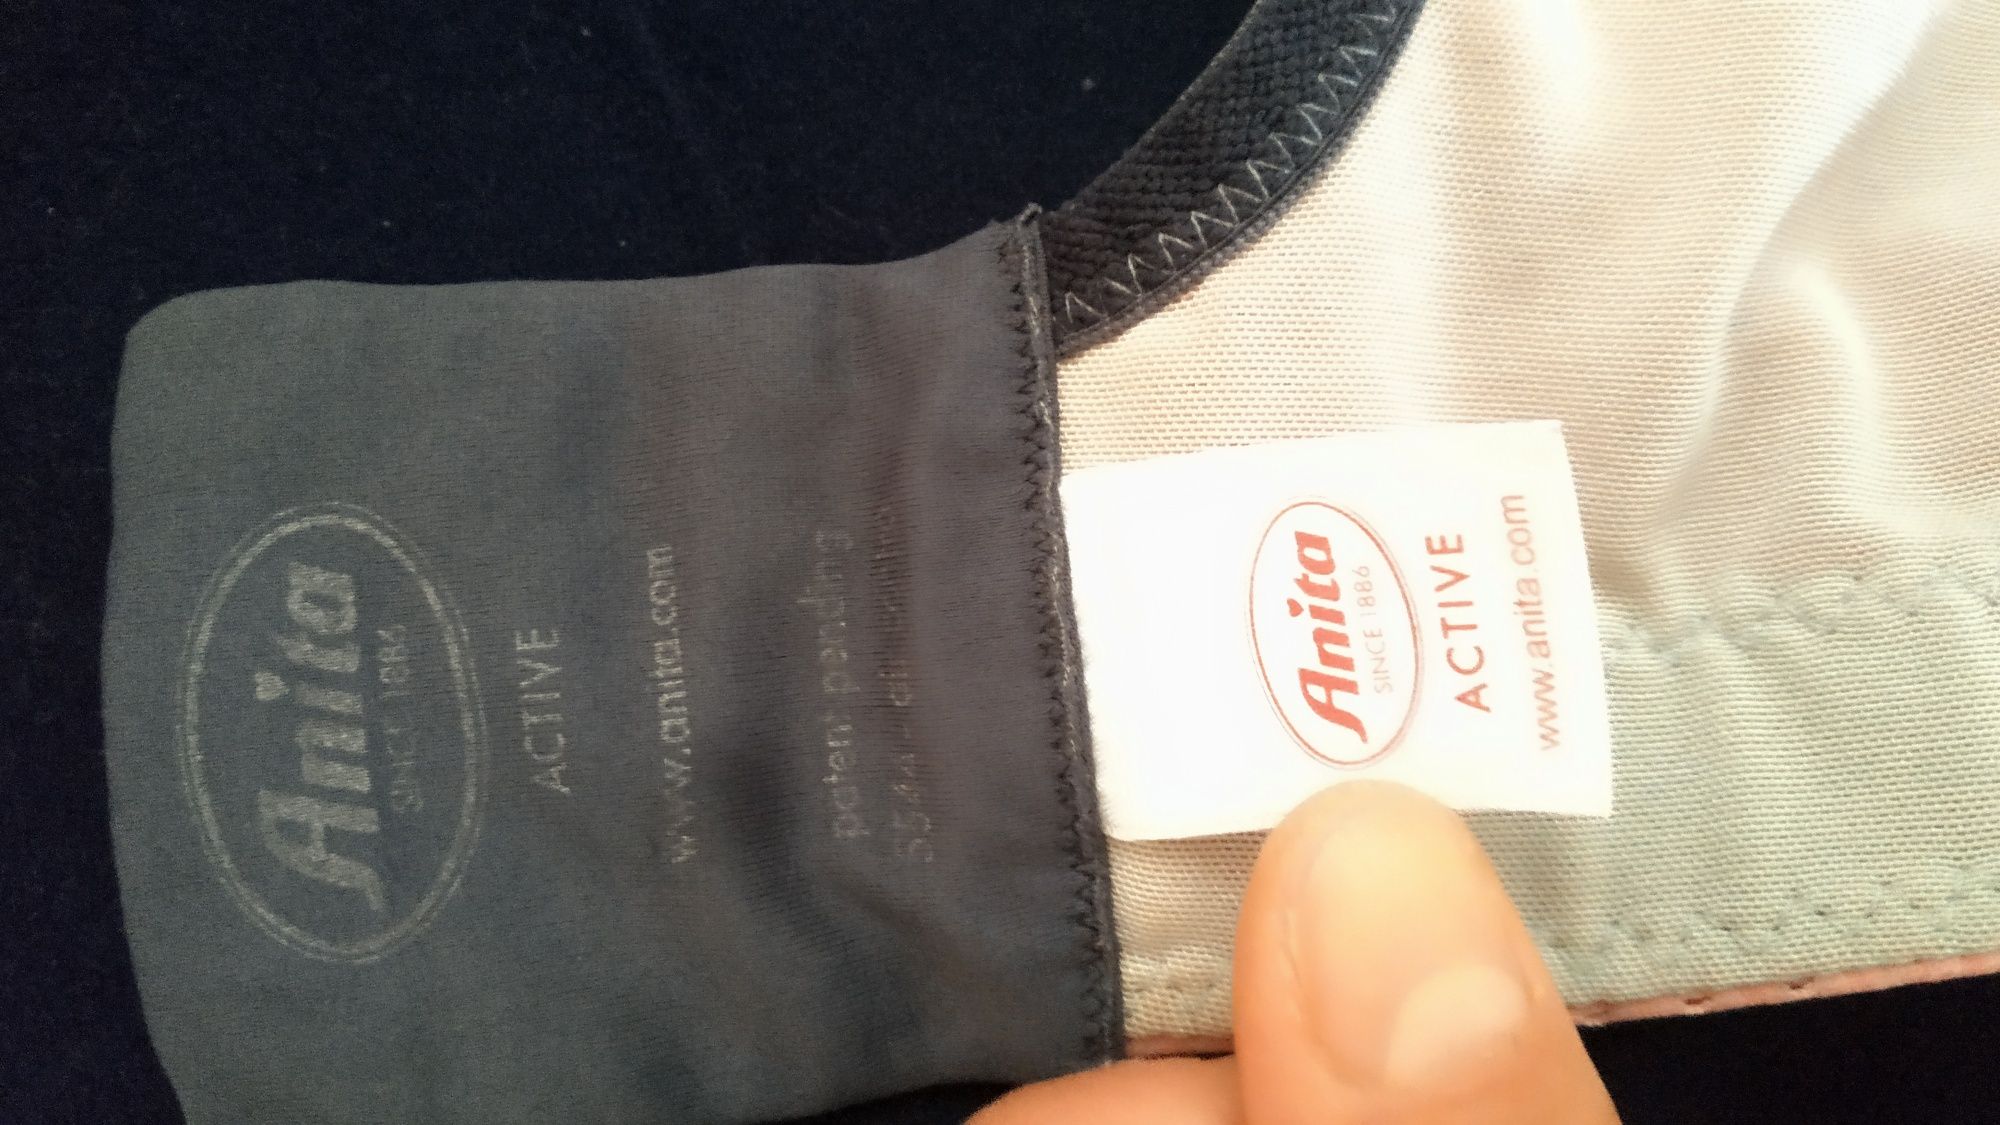 Anita
SINCE 1886
ACTIVE
www.anita.com
patent pending
Anita
SINCE 1886
ACTIVE
www.anita.com